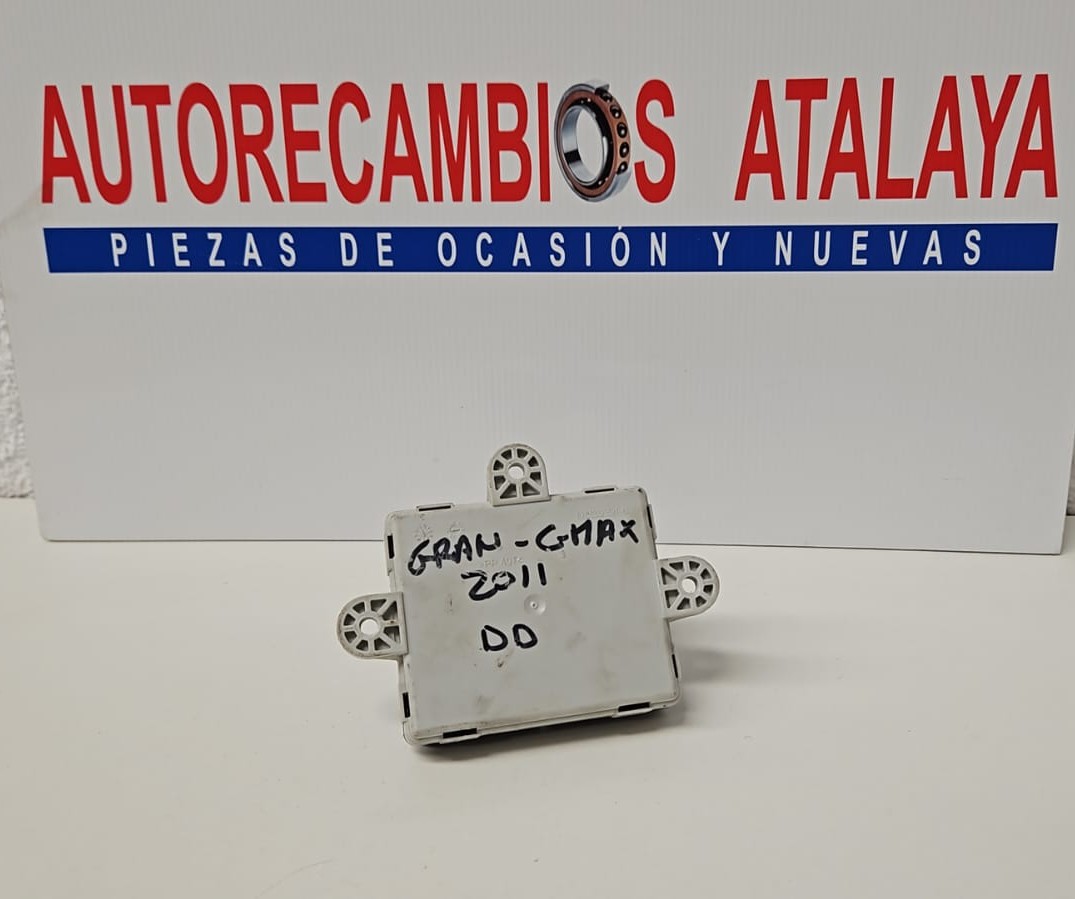 AUTORECAMBIOS ATALAYA
PIEZAS DE OCASIÓN Y NUEVAS
GRAN-CMAX
2011
DD